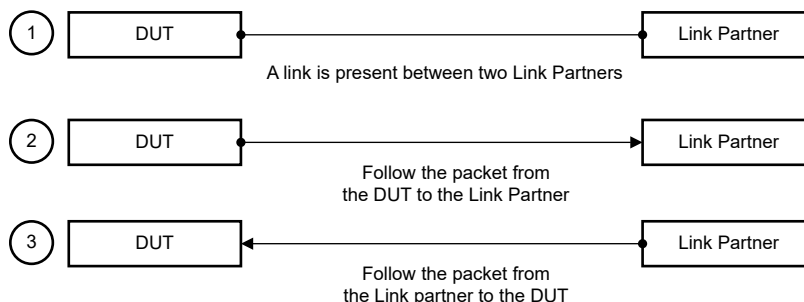 1
DUT
Link Partner
A link is present between two Link Partners
2
DUT
Link Partner
Follow the packet from
the DUT to the Link Partner
3
DUT
Link Partner
Follow the packet from
the Link partner to the DUT